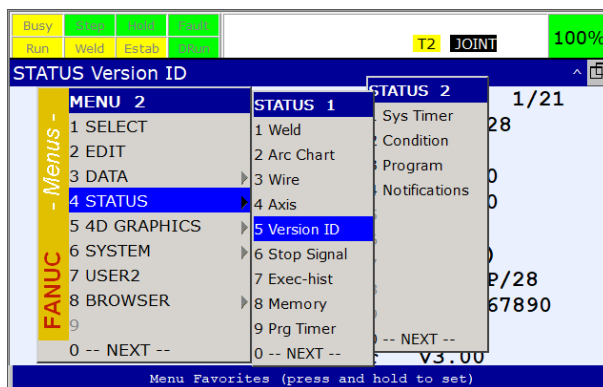 Busy Step Hold Fault
Run Weld Estab DRun
T2 JOINT
100%
STATUS Version ID
1/21
- Menus -
FANUC
MENU 2
1 SELECT
2 EDIT
3 DATA
4 STATUS
5 4D GRAPHICS
6 SYSTEM
7 USER2
8 BROWSER
9
0 -- NEXT --
STATUS 1
1 Weld
2 Arc Chart
3 Wire
4 Axis
5 Version ID
6 Stop Signal
7 Exec-hist
8 Memory
9 Prg Timer
0 -- NEXT --
STATUS 2
Sys Timer
Condition
Program
Notifications
0 -- NEXT --
28
0
0
)
P/28
67890
V3.00
Menu Favorites (press and hold to set)